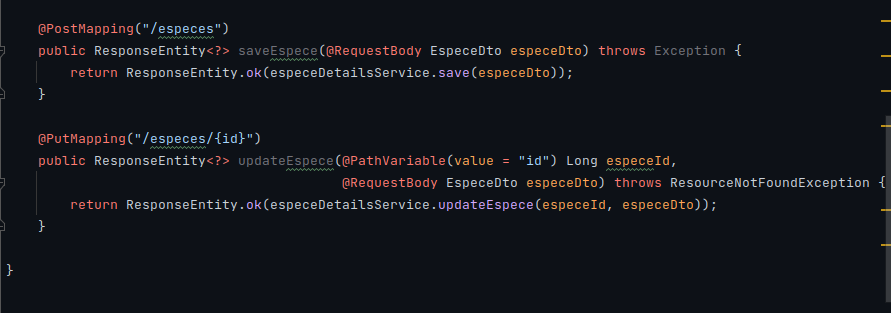 @PostMapping("/especes")
public ResponseEntity<?> saveEspece(@RequestBody EspeceDto especeDto) throws Exception {
return ResponseEntity.ok(especeDetailsService.save(especeDto));
}
@PutMapping("/especes/{id}")
public ResponseEntity<?> updateEspece(@PathVariable(value = "id") Long especeId,
@RequestBody EspeceDto especeDto) throws ResourceNotFoundException {
return ResponseEntity.ok(especeDetailsService.updateEspece(especeId, especeDto));
}
}